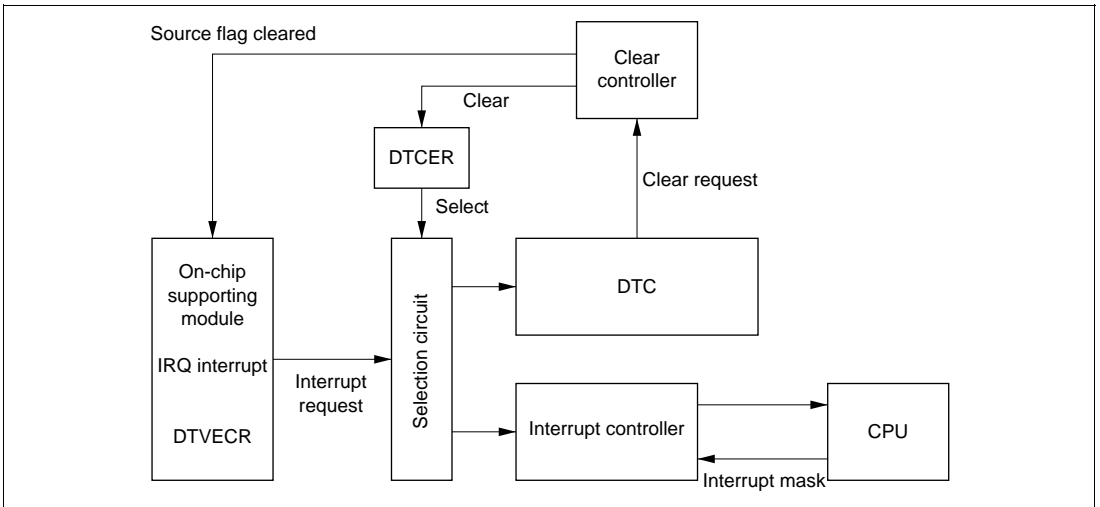 Source flag cleared
Clear
controller
Clear
DTCER
Clear request
Select
On-chip
supporting
module
Selection circuit
DTC
IRQ interrupt
Interrupt
request
DTVECR
Interrupt controller
CPU
Interrupt mask